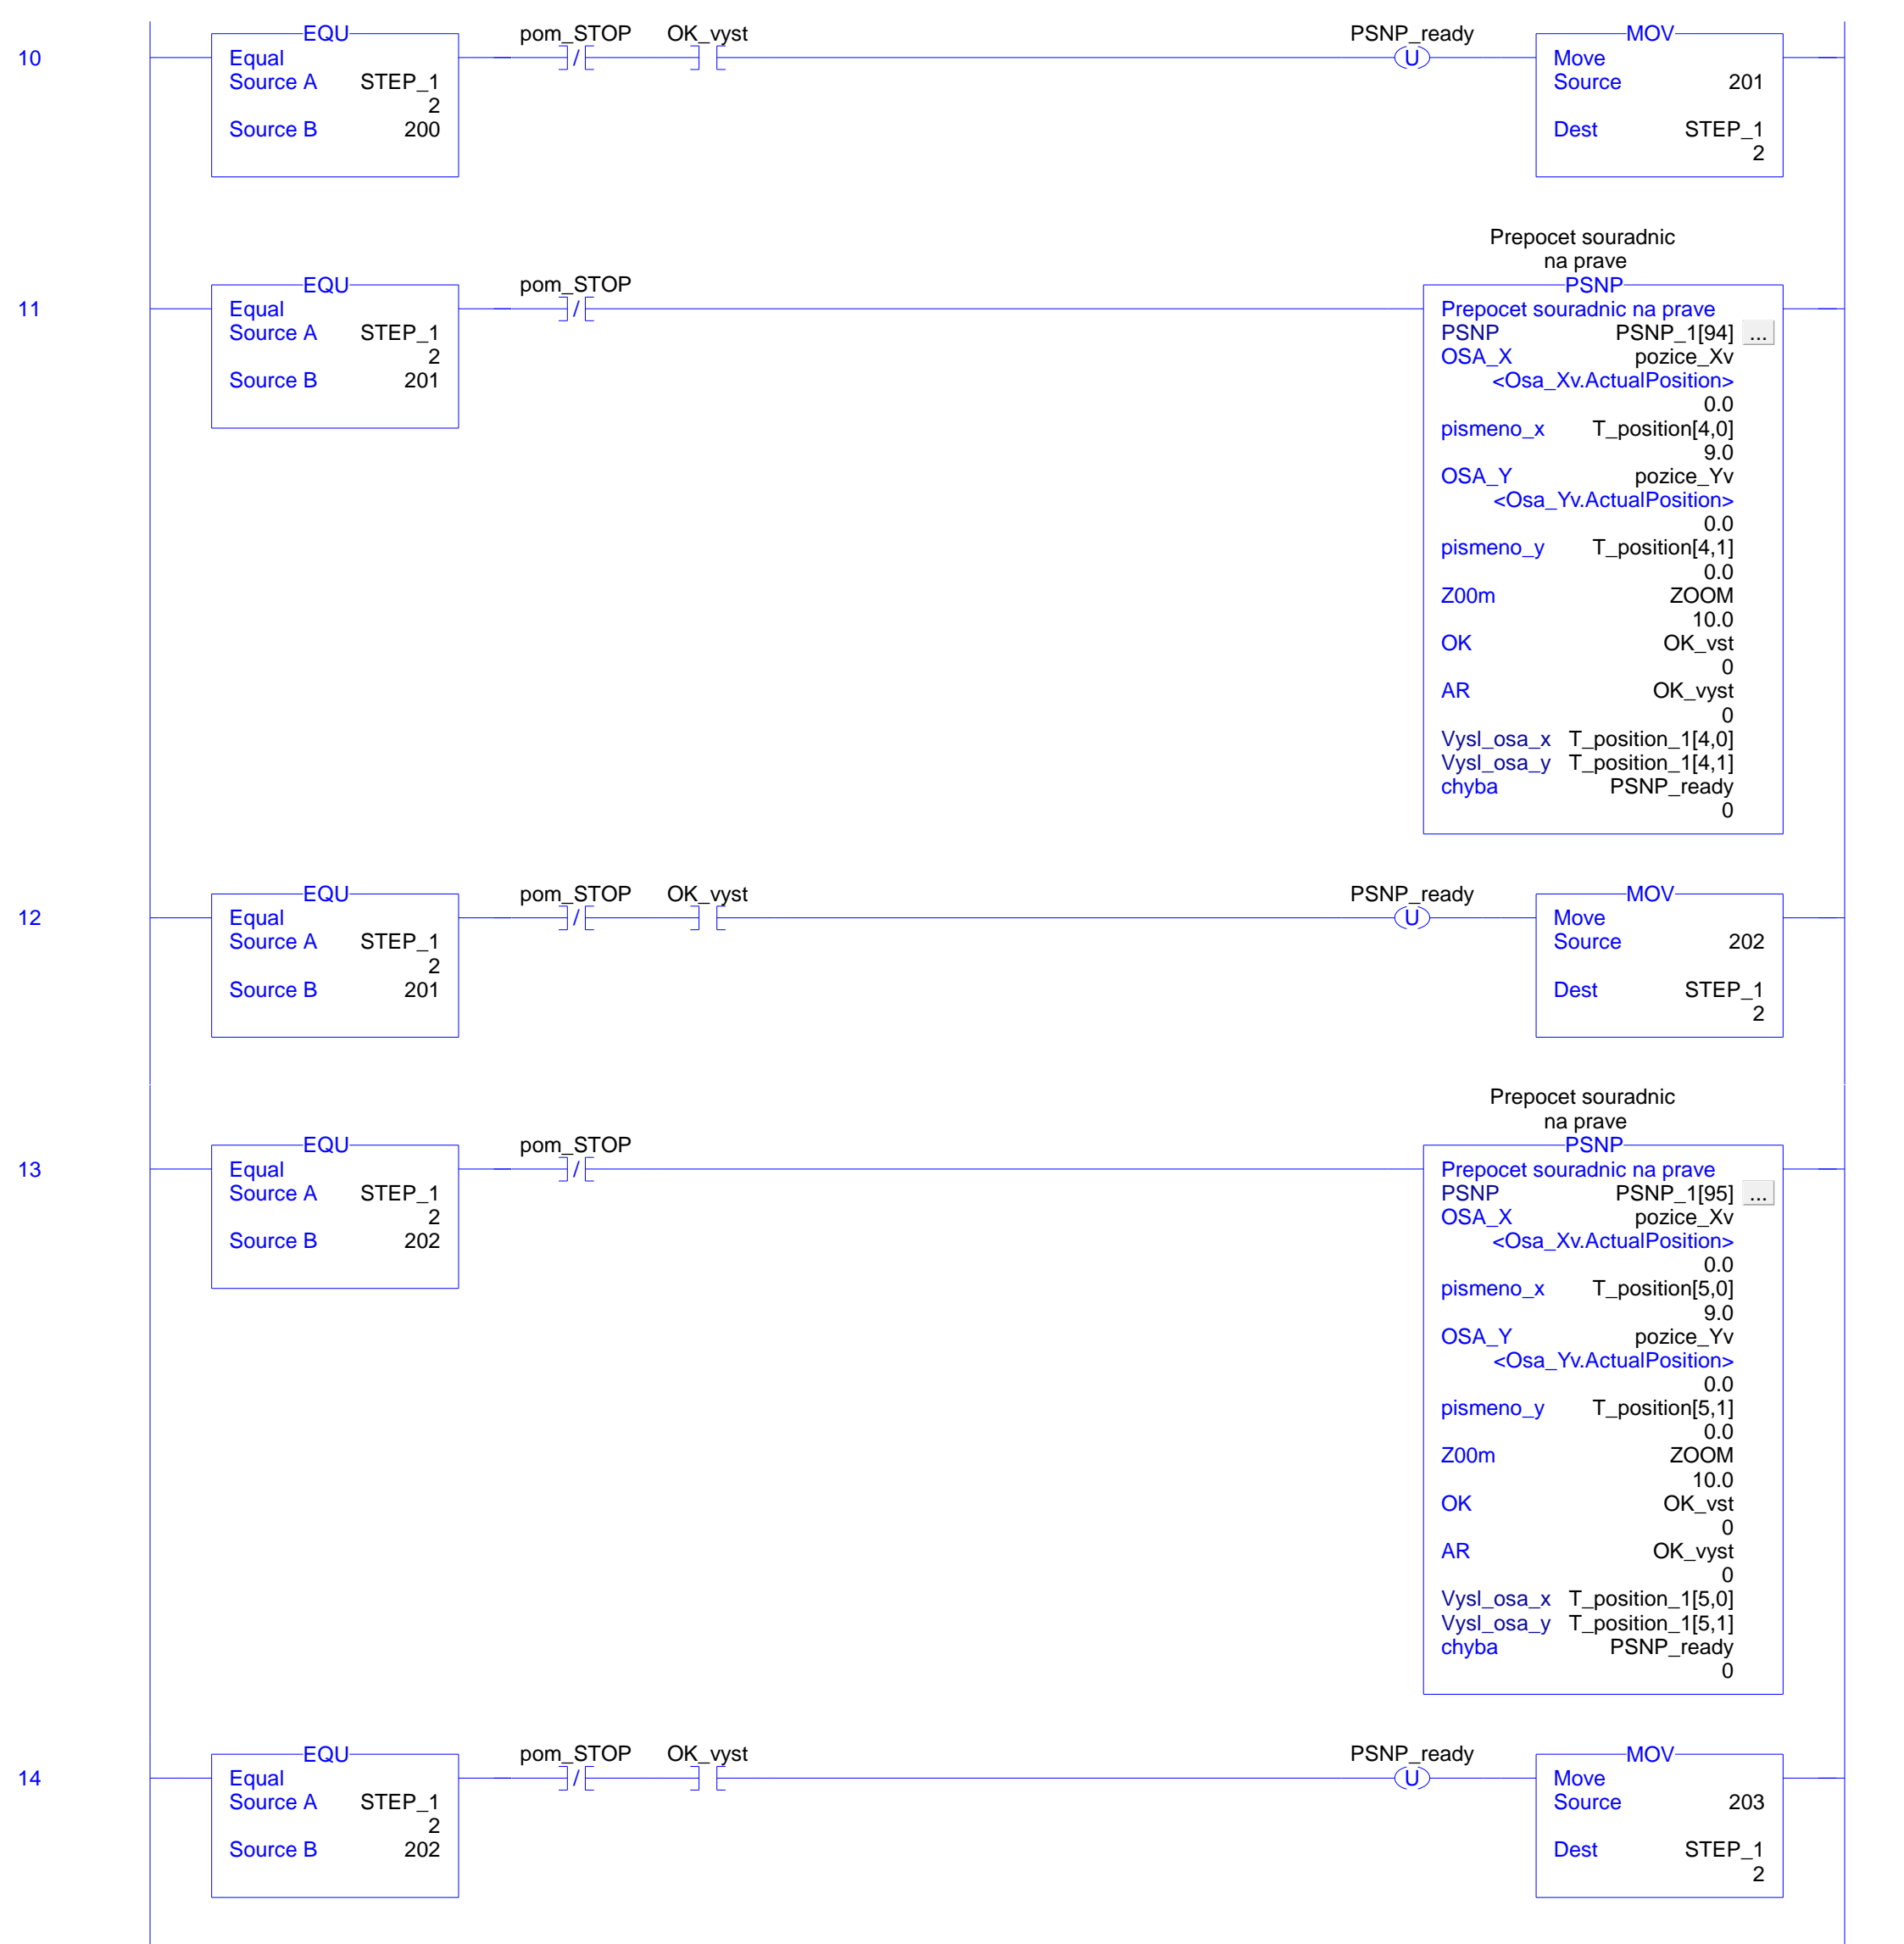 EQU
pom_STOP OK_vyst PSNP_ready
MOV
10
Equal
Move
Source A STEP_1
Source 201
2
Source B 200
Dest STEP_1
2
Prepocet souradnic
na prave
EQU
pom_STOP
PSNP
11
Equal
Prepocet souradnic na prave
Source A STEP_1
PSNP PSNP_1[94] ...
2
OSA_X pozice_Xv
Source B 201
<Osa_Xv.ActualPosition>
0.0
pismeno_x T_position[4,0]
9.0
OSA_Y pozice_Yv
<Osa_Yv.ActualPosition>
0.0
pismeno_y T_position[4,1]
0.0
Z00m ZOOM
10.0
OK OK_vst
0
AR OK_vyst
0
Vysl_osa_x T_position_1[4,0]
Vysl_osa_y T_position_1[4,1]
chyba PSNP_ready
0
EQU
pom_STOP OK_vyst PSNP_ready
MOV
12
Equal
Move
Source A STEP_1
Source 202
2
Source B 201
Dest STEP_1
2
Prepocet souradnic
na prave
EQU
pom_STOP
PSNP
13
Equal
Prepocet souradnic na prave
Source A STEP_1
PSNP PSNP_1[95] ...
2
OSA_X pozice_Xv
Source B 202
<Osa_Xv.ActualPosition>
0.0
pismeno_x T_position[5,0]
9.0
OSA_Y pozice_Yv
<Osa_Yv.ActualPosition>
0.0
pismeno_y T_position[5,1]
0.0
Z00m ZOOM
10.0
OK OK_vst
0
AR OK_vyst
0
Vysl_osa_x T_position_1[5,0]
Vysl_osa_y T_position_1[5,1]
chyba PSNP_ready
0
EQU
pom_STOP OK_vyst PSNP_ready
MOV
14
Equal
Move
Source A STEP_1
Source 203
2
Source B 202
Dest STEP_1
2